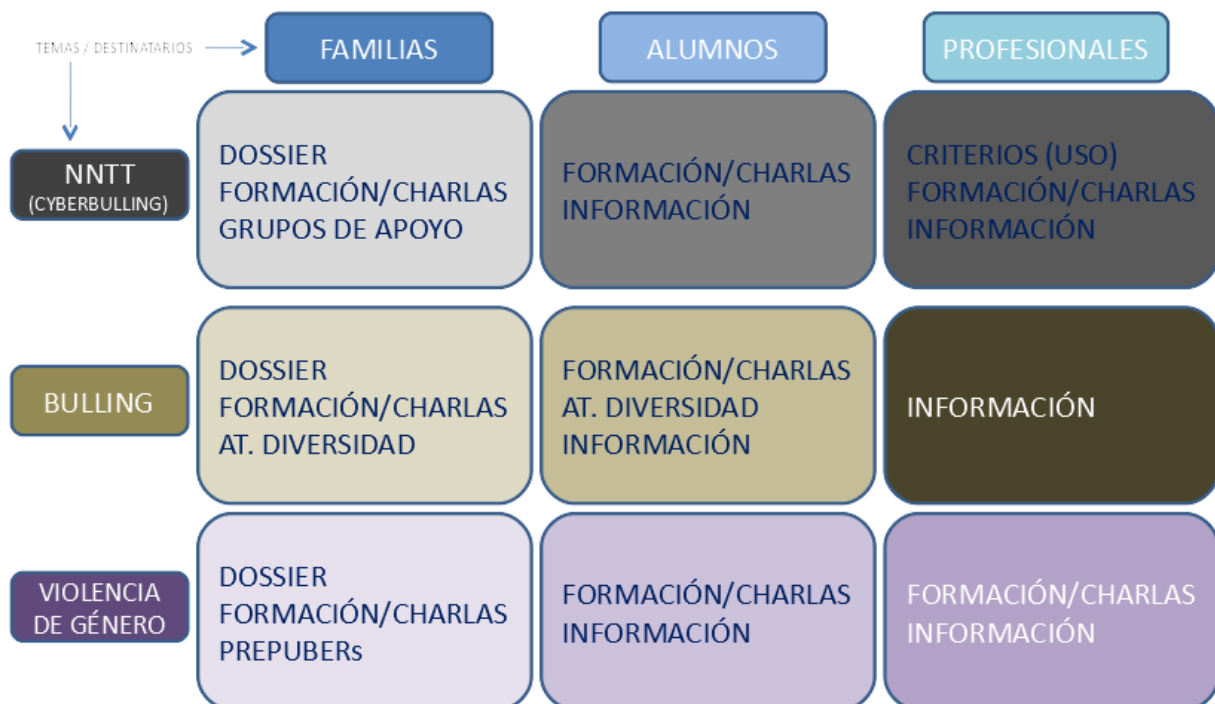 TEMAS / DESTINATARIOS
FAMILIAS
ALUMNOS
PROFESIONALES
NNTT
(CYBERBULLING)
DOSSIER
FORMACIÓN/CHARLAS
GRUPOS DE APOYO
FORMACIÓN/CHARLAS
INFORMACIÓN
CRITERIOS (USO)
FORMACIÓN/CHARLAS
INFORMACIÓN
BULLING
DOSSIER
FORMACIÓN/CHARLAS
AT. DIVERSIDAD
FORMACIÓN/CHARLAS
AT. DIVERSIDAD
INFORMACIÓN
INFORMACIÓN
VIOLENCIA
DE GÉNERO
DOSSIER
FORMACIÓN/CHARLAS
PREPUBERs
FORMACIÓN/CHARLAS
INFORMACIÓN
FORMACIÓN/CHARLAS
INFORMACIÓN